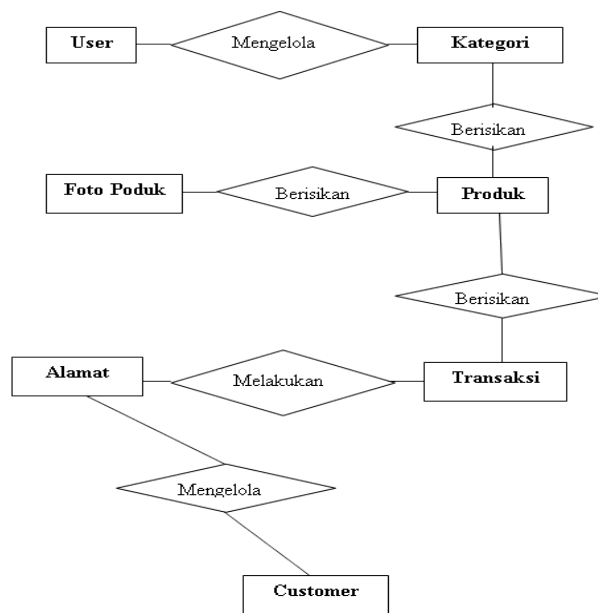 User
Mengelola
Kategori
Berisikan
Foto Poduk
Berisikan
Produk
Berisikan
Alamat
Melakukan
Transaksi
Mengelola
Customer